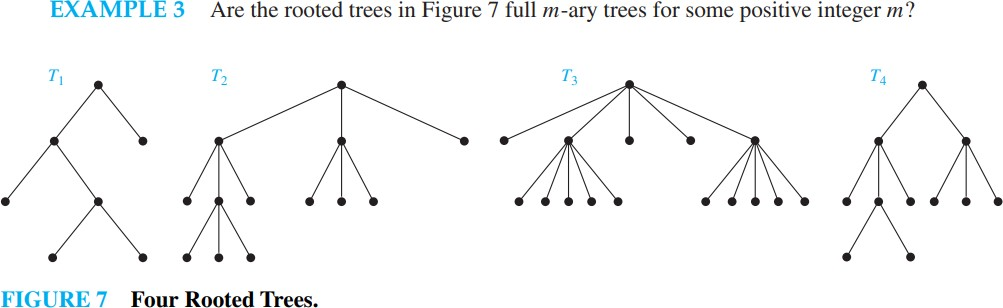 EXAMPLE 3 Are the rooted trees in Figure 7 full m-ary trees for some positive integer m?
T1 T2 T3 T4
FIGURE 7 Four Rooted Trees.